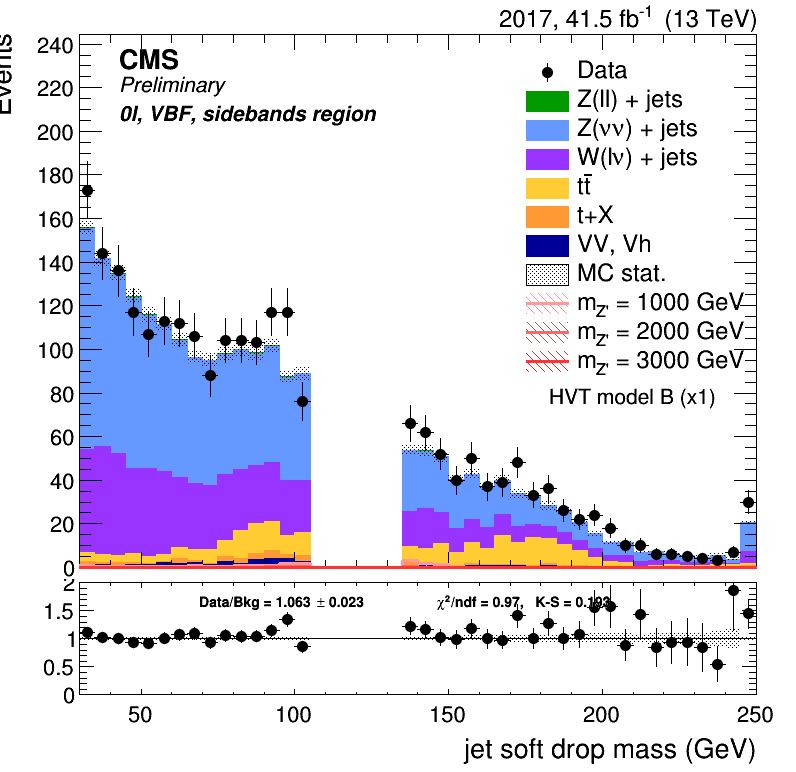 2017, 41.5 fb⁻¹ (13 TeV)
Events
CMS
Preliminary
0l, VBF, sidebands region
Data
Z(ll) + jets
Z(νν) + jets
W(lν) + jets
tt̄
t+X
VV, Vh
MC stat.
m_Z' = 1000 GeV
m_Z' = 2000 GeV
m_Z' = 3000 GeV
HVT model B (x1)
240
220
200
180
160
140
120
100
80
60
40
20
0
2
1.5
1
0.5
0
Data/Bkg = 1.063 ± 0.023
χ²/ndf = 0.97, K-S = 0.193
50
100
150
200
250
jet soft drop mass (GeV)